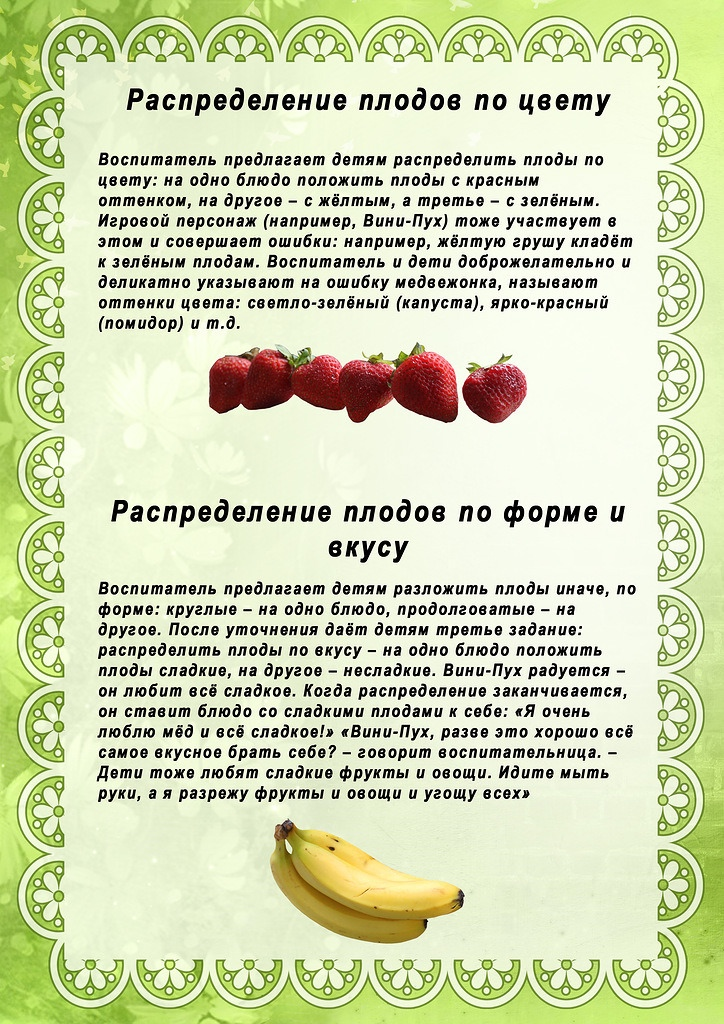 Распределение плодов по цвету
Воспитатель предлагает детям распределить плоды по
цвету: на одно блюдо положить плоды с красным
оттенком, на другое – с жёлтым, а третье – с зелёным.
Игровой персонаж (например, Вини-Пух) тоже участвует в
этом и совершает ошибки: например, жёлтую грушу кладёт
к зелёным плодам. Воспитатель и дети доброжелательно и
деликатно указывают на ошибку медвежонка, называют
оттенки цвета: светло-зелёный (капуста), ярко-красный
(помидор) и т.д.
Распределение плодов по форме и
вкусу
Воспитатель предлагает детям разложить плоды иначе, по
форме: круглые – на одно блюдо, продолговатые – на
другое. После уточнения даёт детям третье задание:
распределить плоды по вкусу – на одно блюдо положить
плоды сладкие, на другое – несладкие. Вини-Пух радуется –
он любит всё сладкое. Когда распределение заканчивается,
он ставит блюдо со сладкими плодами к себе: «Я очень
люблю мёд и всё сладкое!» «Вини-Пух, разве это хорошо всё
самое вкусное брать себе? – говорит воспитательница. –
Дети тоже любят сладкие фрукты и овощи. Идите мыть
руки, а я разрежу фрукты и овощи и угощу всех»